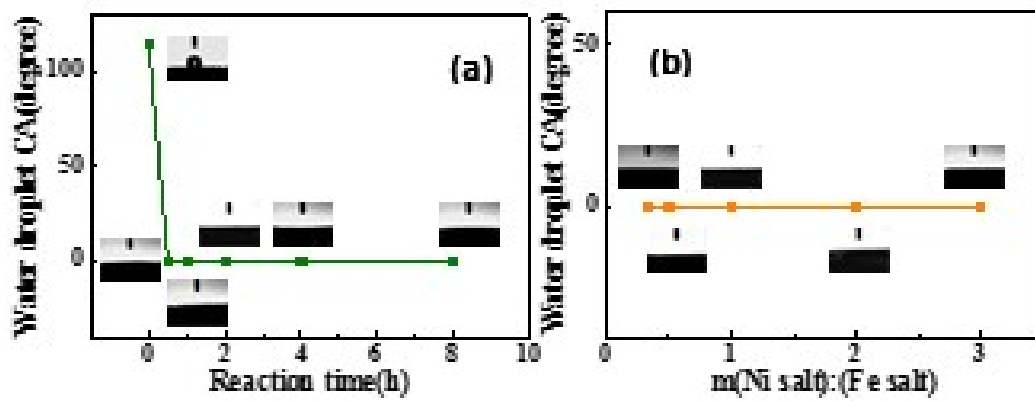 (a)
Water droplet CA(degree)
100
50
0
0 2 4 6 8 10
Reaction time(h)
(b)
Water droplet CA(degree)
50
0
0 1 2 3
m(Ni salt):(Fe salt)